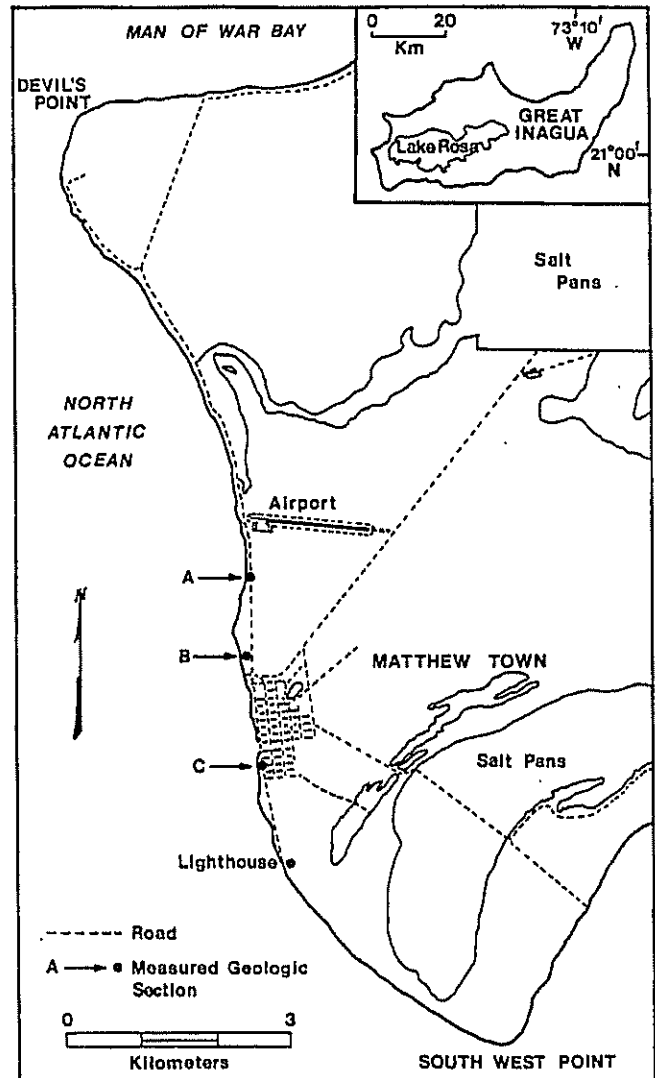 MAN OF WAR BAY
DEVIL'S
POINT
0 20
Km
73°10'
W
GREAT
INAGUA
Lake Rosa
21°00'
N
Salt
Pans
NORTH
ATLANTIC
OCEAN
Airport
A
B
MATTHEW TOWN
C
Salt Pans
Lighthouse
Road
A Measured Geologic
Section
0 3
Kilometers
SOUTH WEST POINT